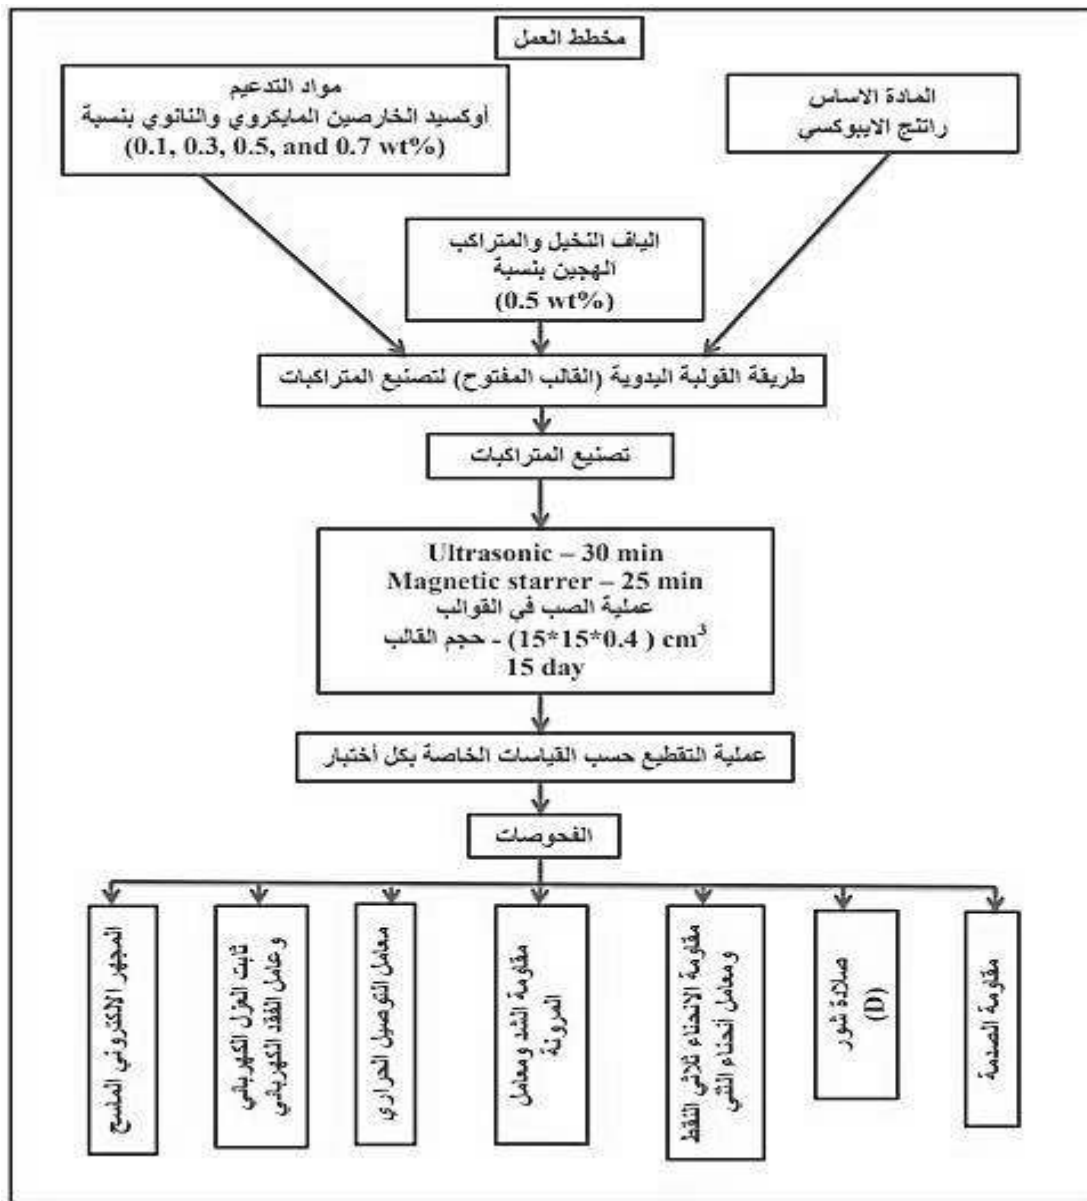 مخطط العمل
المادة الاساس
راتنج الايبوكسي
مواد التدعيم
أوكسيد الخارصين المايكروي والنانوي بنسبة
(0.1, 0.3, 0.5, and 0.7 wt%)
الياف النخيل والمتراكب
الهجين بنسبة
(0.5 wt%)
طريقة القولبة اليدوية (القالب المفتوح) لتصنيع المتراكبات
تصنيع المتراكبات
Ultrasonic – 30 min
Magnetic starrer – 25 min
عملية الصب في القوالب
حجم القالب - (15*15*0.4 ) cm³
15 day
عملية التقطيع حسب القياسات الخاصة بكل أختبار
الفحوصات
مقاومة الصدمة
صلادة شور
(D)
مقاومة الانحناء ثلاثي النقط
ومعامل أنحناء الثني
مقاومة الشد ومعامل
المرونة
معامل التوصيل الحراري
ثابت العزل الكهربائي
وعامل الفقد الكهربائي
المجهر الالكتروني الماسح